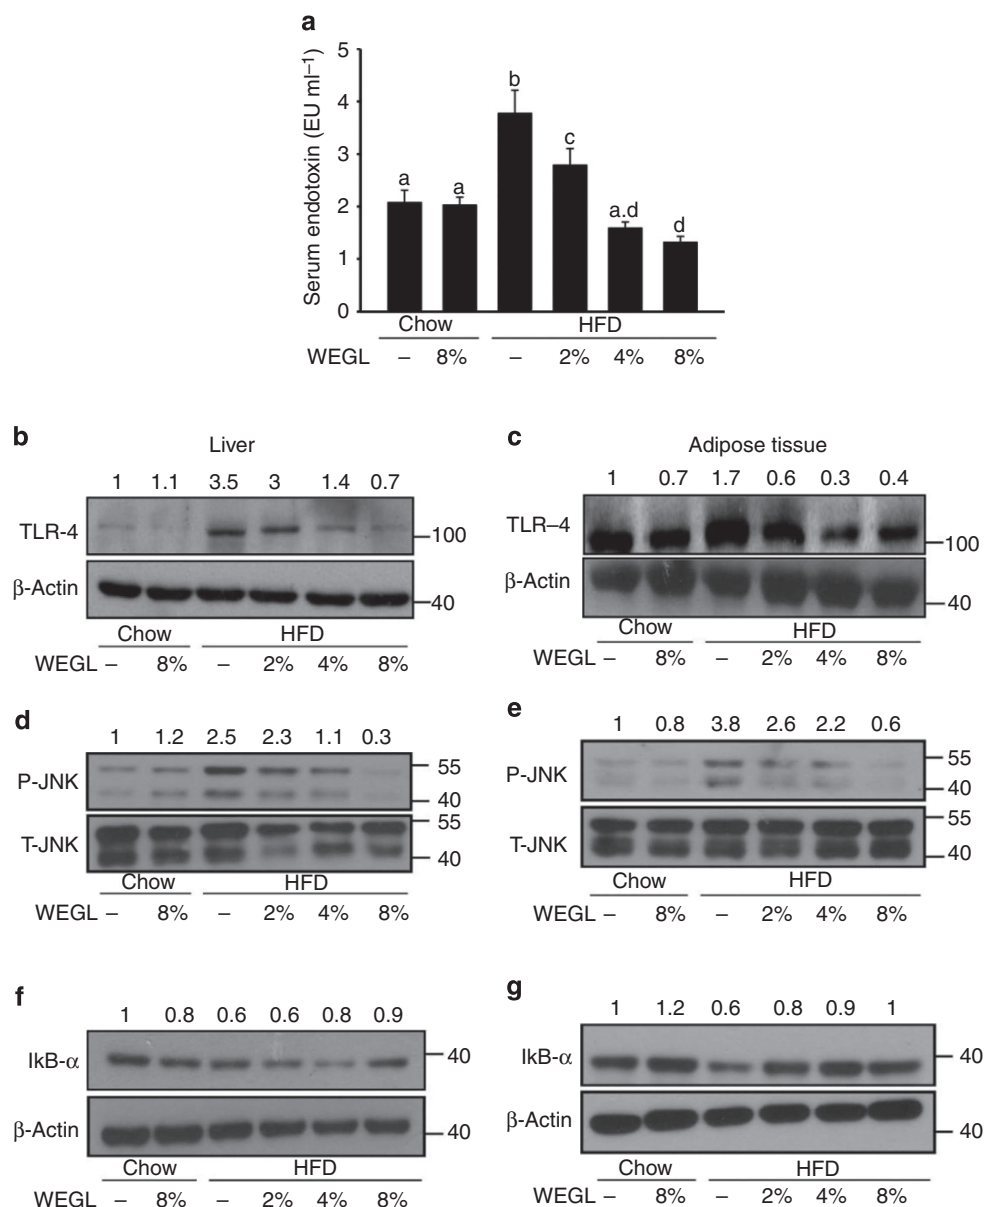 a
Serum endotoxin (EU ml⁻¹)
5
4
3
2
1
0
a a b c a.d d
Chow HFD
WEGL – 8% – 2% 4% 8%
b
Liver
1 1.1 3.5 3 1.4 0.7
TLR-4
100
β-Actin
40
Chow HFD
WEGL – 8% – 2% 4% 8%
c
Adipose tissue
1 0.7 1.7 0.6 0.3 0.4
TLR–4
100
β-Actin
40
Chow HFD
WEGL – 8% – 2% 4% 8%
d
1 1.2 2.5 2.3 1.1 0.3
P-JNK
55
40
T-JNK
55
40
Chow HFD
WEGL – 8% – 2% 4% 8%
e
1 0.8 3.8 2.6 2.2 0.6
P-JNK
55
40
T-JNK
55
40
Chow HFD
WEGL – 8% – 2% 4% 8%
f
1 0.8 0.6 0.6 0.8 0.9
IkB-α
40
β-Actin
40
Chow HFD
WEGL – 8% – 2% 4% 8%
g
1 1.2 0.6 0.8 0.9 1
IkB-α
40
β-Actin
40
Chow HFD
WEGL – 8% – 2% 4% 8%